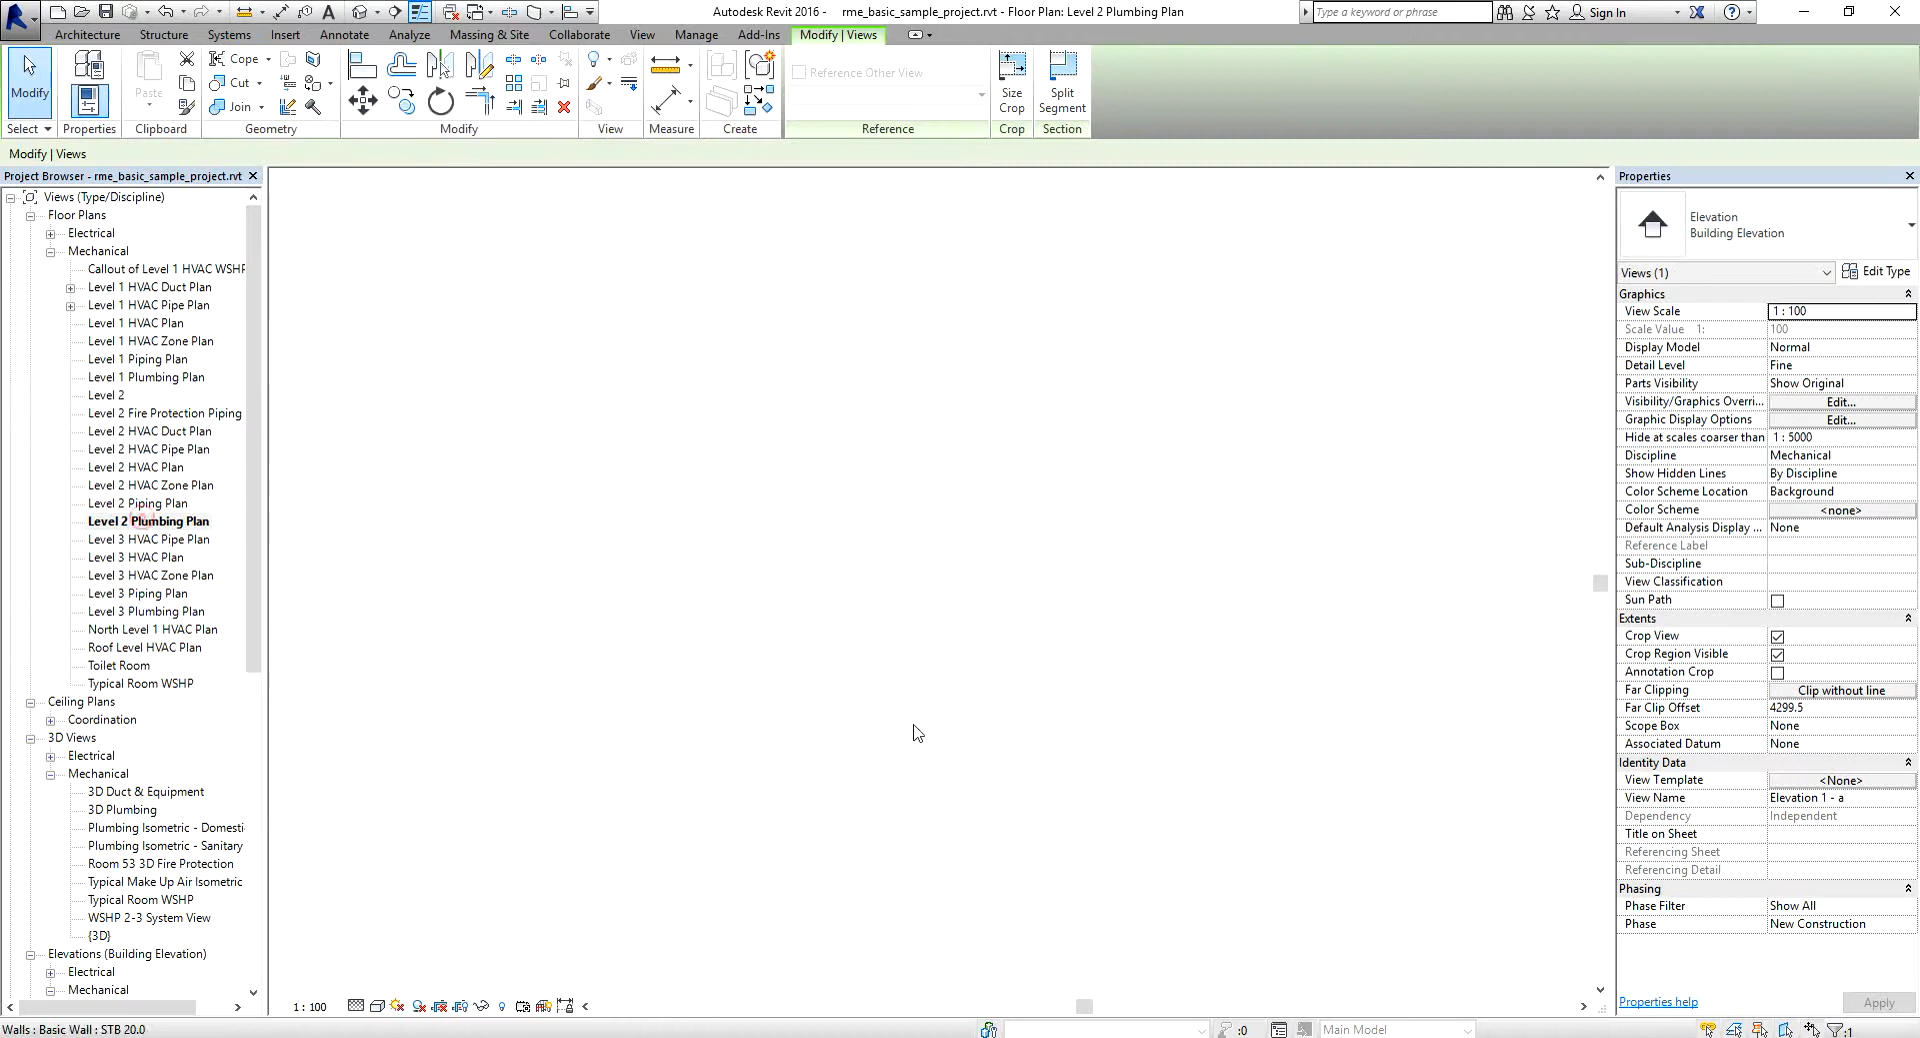 Autodesk Revit 2016 - rme_basic_sample_project.rvt - Floor Plan: Level 2 Plumbing Plan
Type a keyword or phrase
Sign In
Architecture Structure Systems Insert Annotate Analyze Massing & Site Collaborate View Manage Add-Ins Modify | Views
Modify
Paste
Cope
Cut
Join
Reference Other View
Size Crop
Split Segment
Select Properties Clipboard Geometry Modify View Measure Create Reference Crop Section
Modify | Views
Project Browser - rme_basic_sample_project.rvt
Views (Type/Discipline)
Floor Plans
Electrical
Mechanical
Callout of Level 1 HVAC WSHP
Level 1 HVAC Duct Plan
Level 1 HVAC Pipe Plan
Level 1 HVAC Plan
Level 1 HVAC Zone Plan
Level 1 Piping Plan
Level 1 Plumbing Plan
Level 2
Level 2 Fire Protection Piping
Level 2 HVAC Duct Plan
Level 2 HVAC Pipe Plan
Level 2 HVAC Plan
Level 2 HVAC Zone Plan
Level 2 Piping Plan
Level 2 Plumbing Plan
Level 3 HVAC Pipe Plan
Level 3 HVAC Plan
Level 3 HVAC Zone Plan
Level 3 Piping Plan
Level 3 Plumbing Plan
North Level 1 HVAC Plan
Roof Level HVAC Plan
Toilet Room
Typical Room WSHP
Ceiling Plans
Coordination
3D Views
Electrical
Mechanical
3D Duct & Equipment
3D Plumbing
Plumbing Isometric - Domesti
Plumbing Isometric - Sanitary
Room 53 3D Fire Protection
Typical Make Up Air Isometric
Typical Room WSHP
WSHP 2-3 System View
{3D}
Elevations (Building Elevation)
Electrical
Mechanical
1 : 100
Properties
Elevation
Building Elevation
Views (1) Edit Type
Graphics
View Scale 1 : 100
Scale Value 1: 100
Display Model Normal
Detail Level Fine
Parts Visibility Show Original
Visibility/Graphics Overri... Edit...
Graphic Display Options Edit...
Hide at scales coarser than 1 : 5000
Discipline Mechanical
Show Hidden Lines By Discipline
Color Scheme Location Background
Color Scheme <none>
Default Analysis Display ... None
Reference Label
Sub-Discipline
View Classification
Sun Path
Extents
Crop View
Crop Region Visible
Annotation Crop
Far Clipping Clip without line
Far Clip Offset 4299.5
Scope Box None
Associated Datum None
Identity Data
View Template <None>
View Name Elevation 1 - a
Dependency Independent
Title on Sheet
Referencing Sheet
Referencing Detail
Phasing
Phase Filter Show All
Phase New Construction
Properties help Apply
Walls : Basic Wall : STB 20.0 :0 Main Model :1